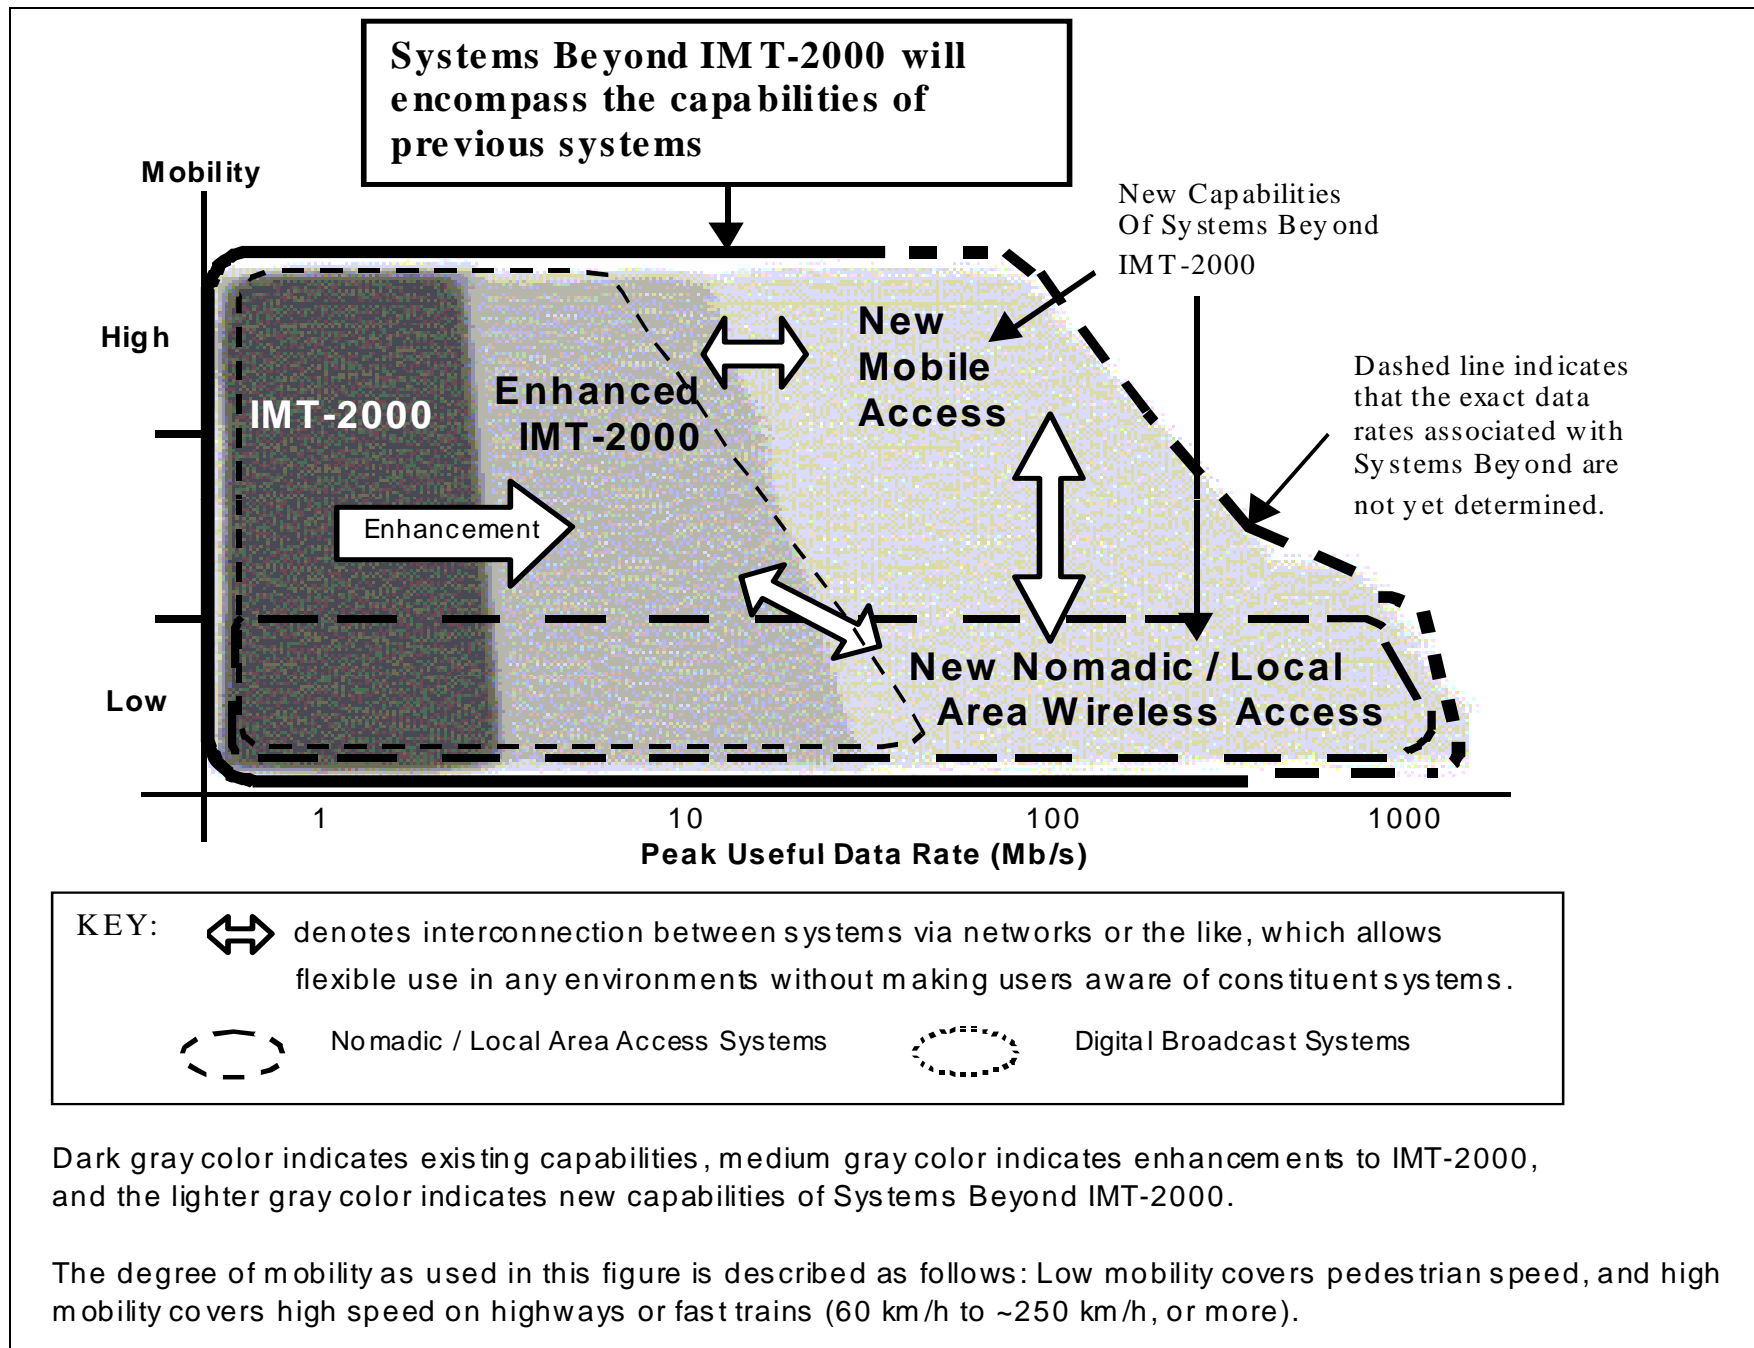 Systems Beyond IMT-2000 will
encompass the capabilities of
previous systems
Mobility
New Capabilities
Of Systems Beyond
IMT-2000
High
New
Mobile
Access
Dashed line indicates
that the exact data
rates associated with
Systems Beyond are
not yet determined.
IMT-2000
Enhanced
IMT-2000
Enhancement
Low
New Nomadic / Local
Area Wireless Access
1 10 100 1000
Peak Useful Data Rate (Mb/s)
KEY: denotes interconnection between systems via networks or the like, which allows
flexible use in any environments without making users aware of constituent systems.
Nomadic / Local Area Access Systems Digital Broadcast Systems
Dark gray color indicates existing capabilities, medium gray color indicates enhancements to IMT-2000,
and the lighter gray color indicates new capabilities of Systems Beyond IMT-2000.
The degree of mobility as used in this figure is described as follows: Low mobility covers pedestrian speed, and high
mobility covers high speed on highways or fast trains (60 km/h to ~250 km/h, or more).